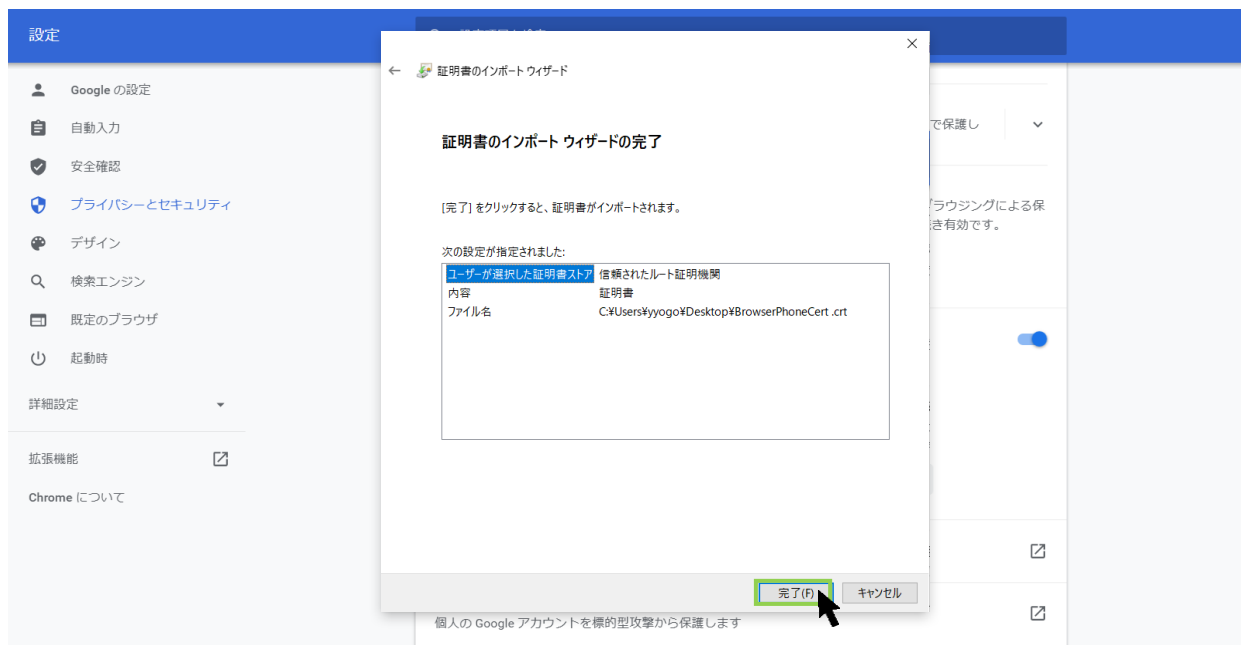 設定
Google の設定
自動入力
安全確認
プライバシーとセキュリティ
デザイン
検索エンジン
既定のブラウザ
起動時
詳細設定
拡張機能
Chrome について
証明書のインポート ウィザード
証明書のインポート ウィザードの完了
[完了] をクリックすると、証明書がインポートされます。
次の設定が指定されました:
ユーザーが選択した証明書ストア 信頼されたルート証明機関
内容 証明書
ファイル名 C:¥Users¥yyogo¥Desktop¥BrowserPhoneCert .crt
完了(F) キャンセル
で保護し
ラウジングによる保
き有効です。
個人の Google アカウントを標的型攻撃から保護します